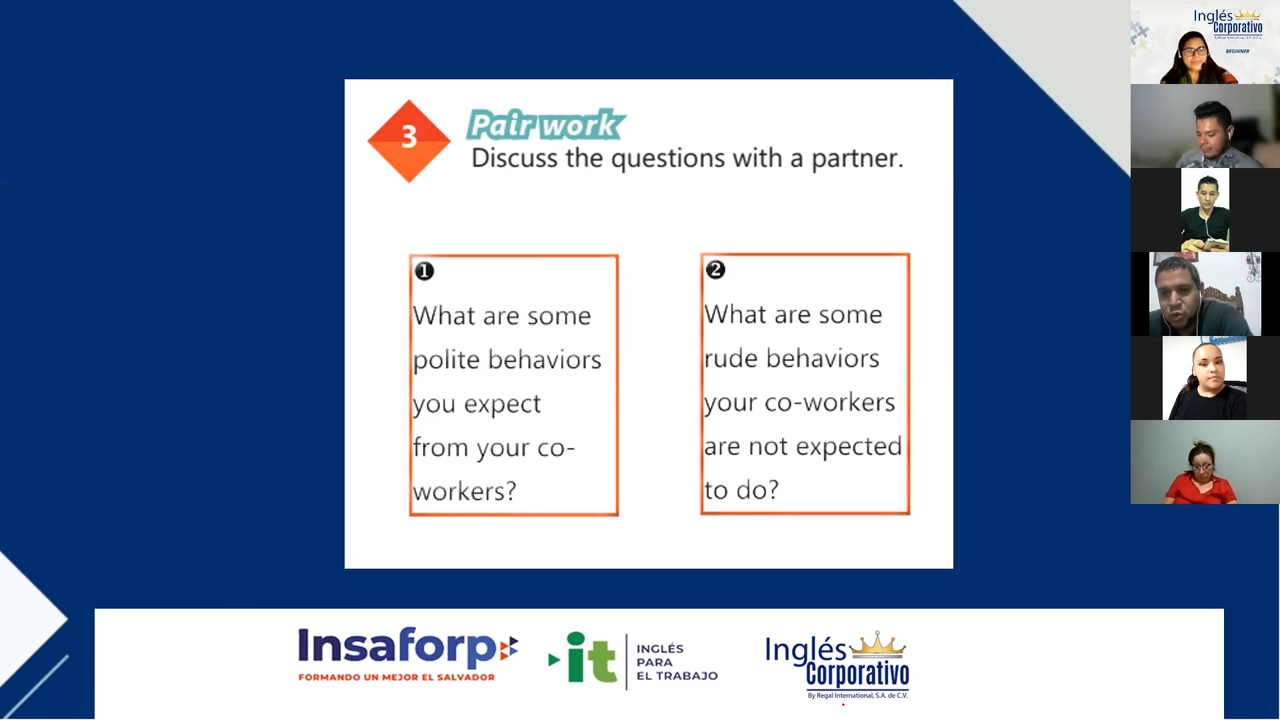 3
Pair work
Discuss the questions with a partner.
1
What are some
polite behaviors
you expect
from your co-
workers?
2
What are some
rude behaviors
your co-workers
are not expected
to do?
Insaforp
FORMANDO UN MEJOR EL SALVADOR
it
INGLÉS
PARA
EL TRABAJO
Inglés
Corporativo
By Regal International, S.A. de C.V.
Inglés
Corporativo
BEGINNER